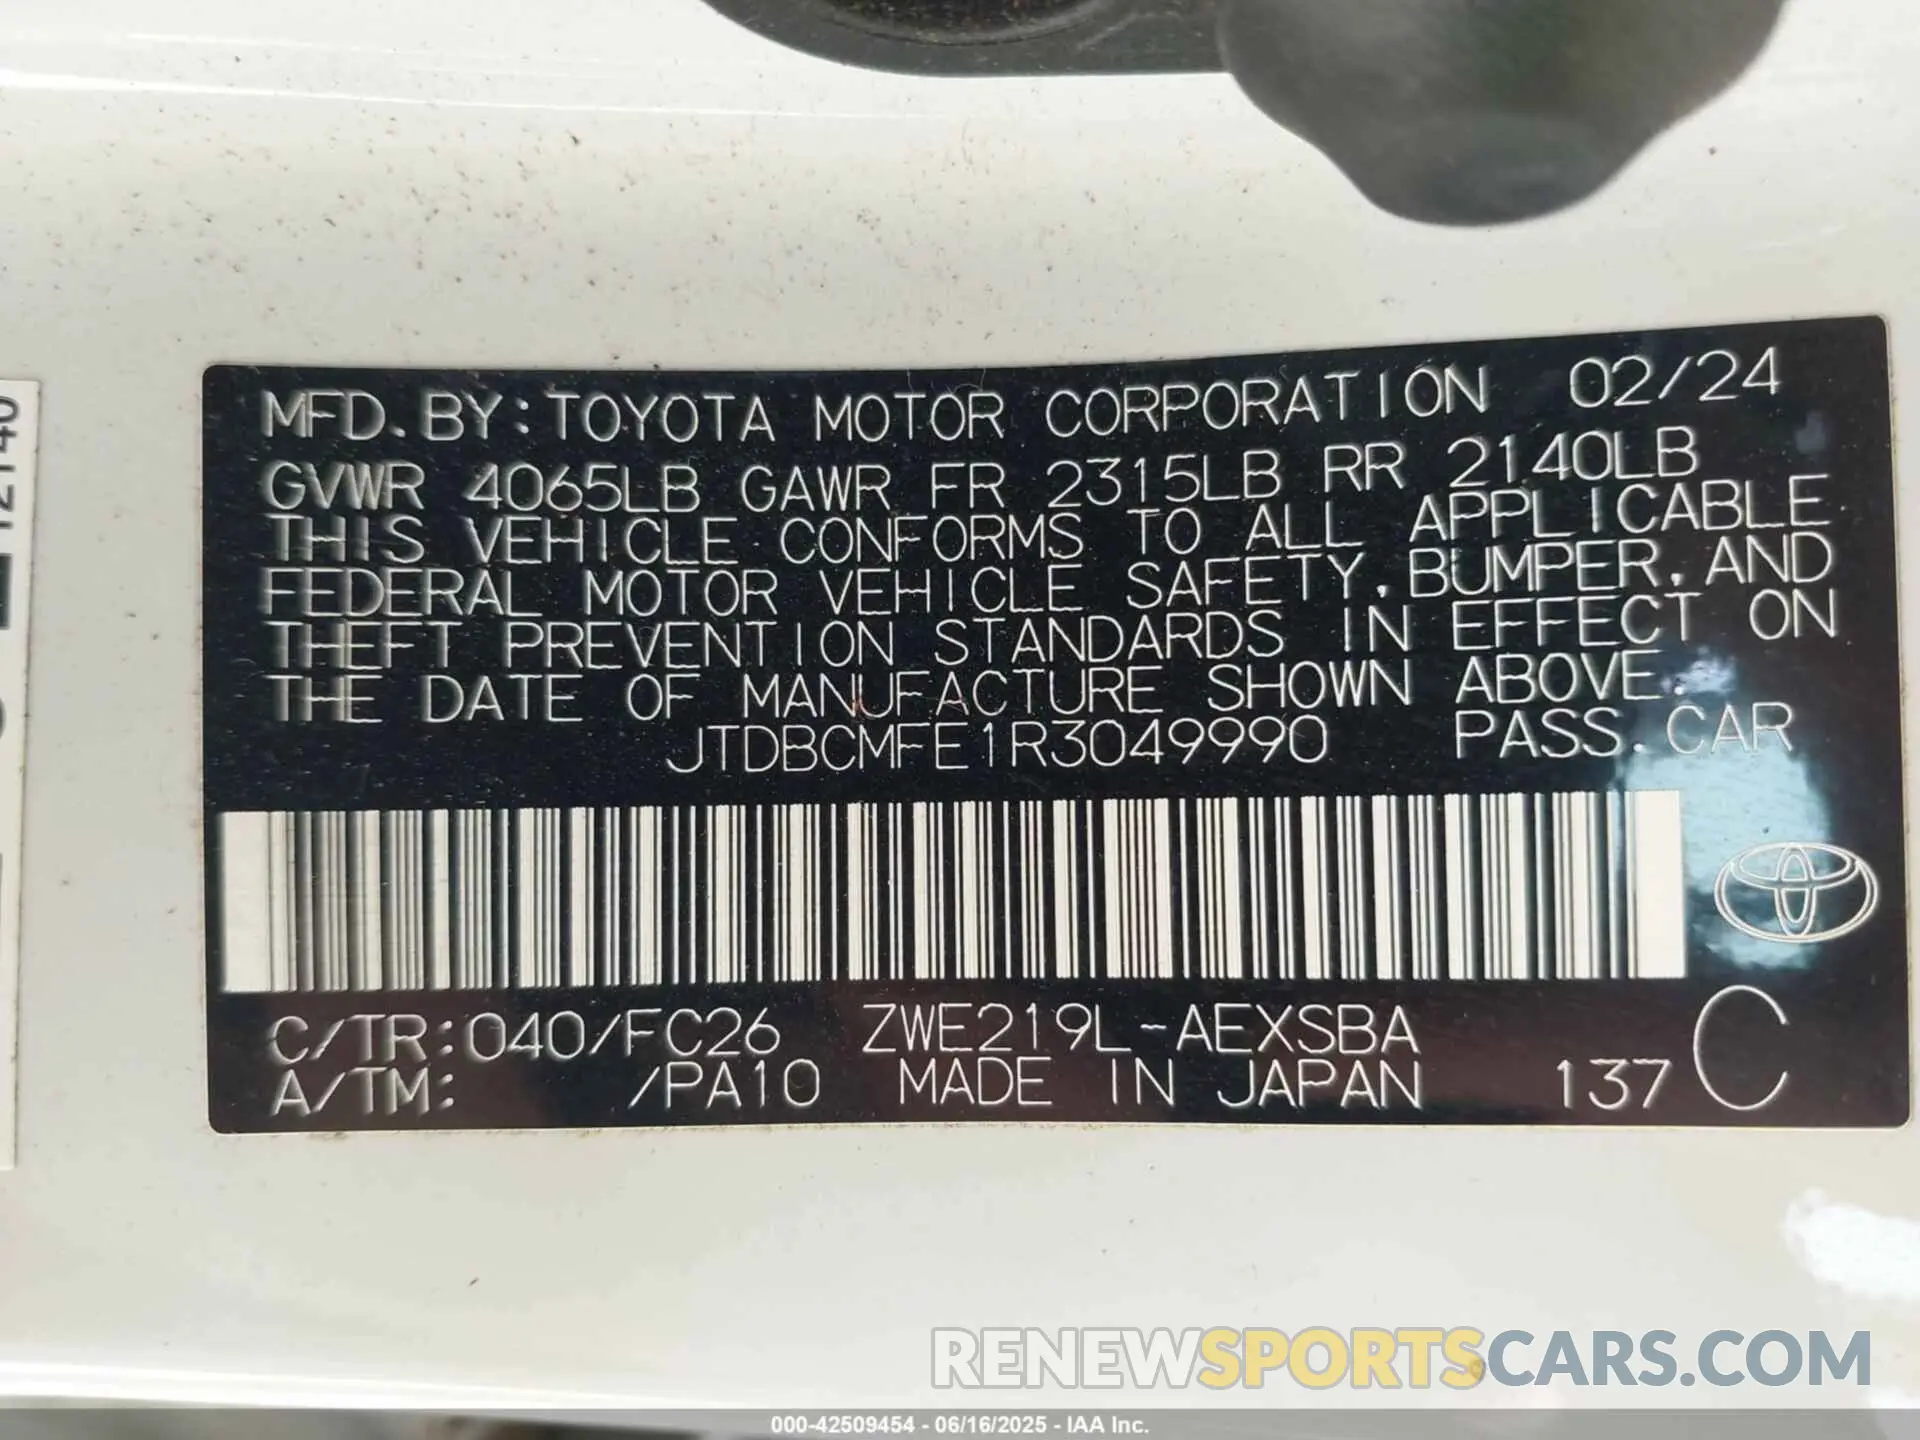 MFD. BY: TOYOTA MOTOR CORPORATION 02/24
GVWR 4065LB GAWR FR 2315LB RR 2140LB
THIS VEHICLE CONFORMS TO ALL APPLICABLE
FEDERAL MOTOR VEHICLE SAFETY, BUMPER, AND
THEFT PREVENTION STANDARDS IN EFFECT ON
THE DATE OF MANUFACTURE SHOWN ABOVE.
JTDBCMFE1R3049990 PASS. CAR
C/TR: 040/FC26 ZWE219L-AEXSBA
A/TM: /PA10 MADE IN JAPAN 137 C
12140
RENEWSPORTSCARS.COM
000-42509454 - 06/16/2025 - IAA Inc.